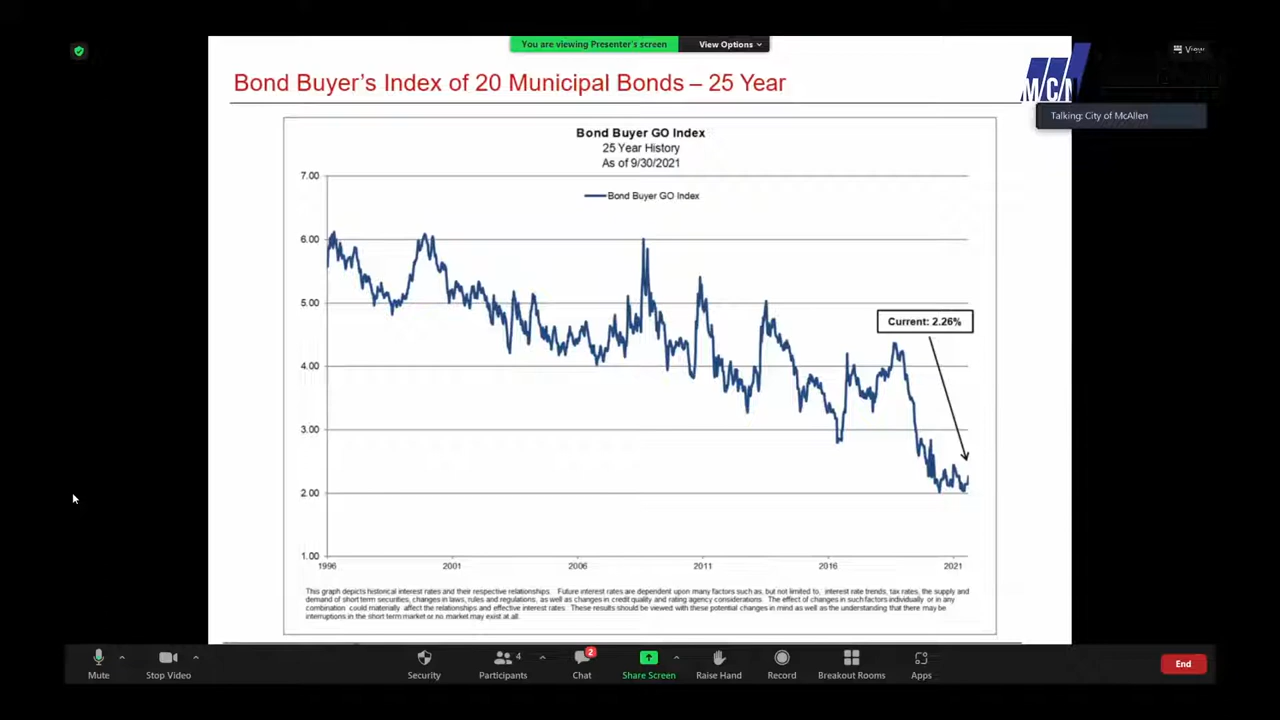 You are viewing Presenter's screen
View Options
View
Bond Buyer's Index of 20 Municipal Bonds – 25 Year
M/C/N
Talking: City of McAllen
Bond Buyer GO Index
25 Year History
As of 9/30/2021
7.00
Bond Buyer GO Index
6.00
5.00
Current: 2.26%
4.00
3.00
2.00
1.00
1996 2001 2006 2011 2016 2021
This graph depicts historical interest rates and their respective relationships. Future interest rates are dependent upon many factors such as, but not limited to, interest rate trends, tax rates, the supply and
demand of short term securities, changes in laws, rules and regulations, as well as changes in credit quality and rating agency considerations. The effect of changes in such factors individually or in any
combination could materially affect the relationships and effective interest rates. These results should be viewed with these potential changes in mind as well as the understanding that there may be
interruptions in the short term market or no market may exist at all.
Mute
Stop Video
Security
Participants
4
Chat
2
Share Screen
Raise Hand
Record
Breakout Rooms
Apps
End